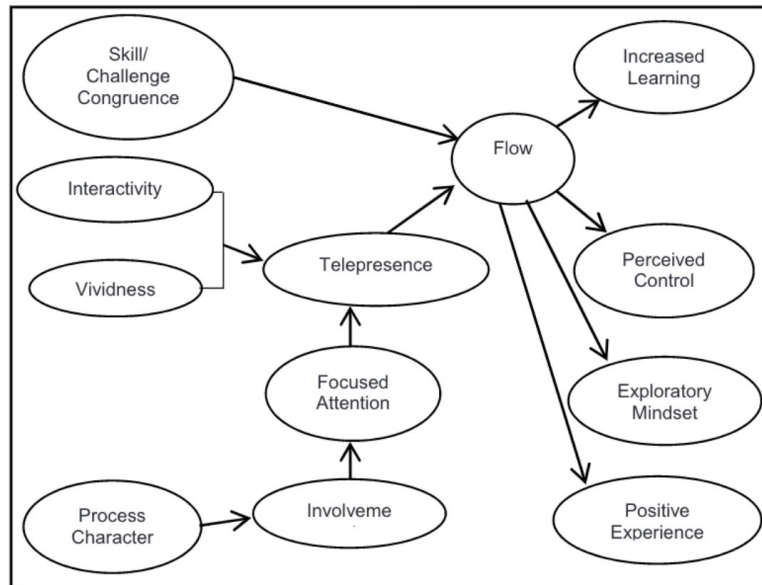 Skill/
Challenge
Congruence
Increased
Learning
Flow
Interactivity
Telepresence
Perceived
Control
Vividness
Focused
Attention
Exploratory
Mindset
Process
Character
Involveme
Positive
Experience